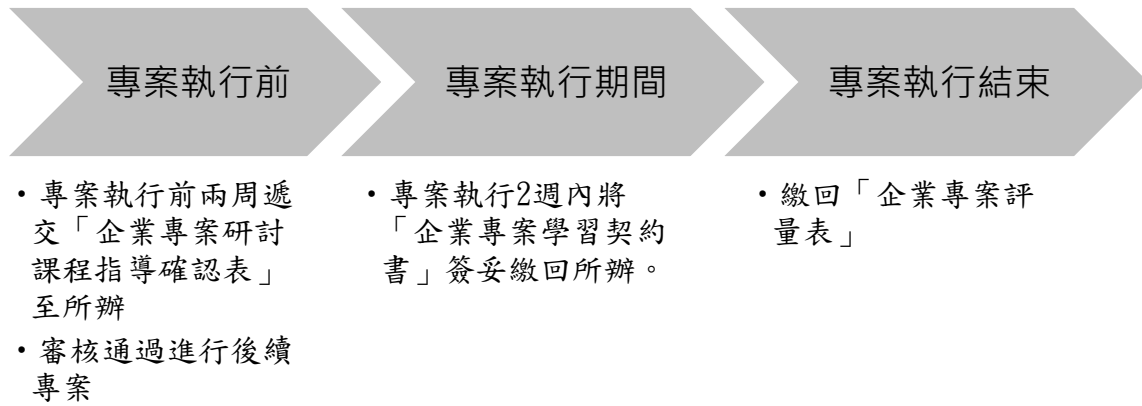 專案執行前
專案執行期間
專案執行結束
・專案執行前兩周遞
交「企業專案研討
課程指導確認表」
至所辦
・審核通過進行後續
專案
・專案執行2週內將
「企業專案學習契約
書」簽妥繳回所辦。
・繳回「企業專案評
量表」